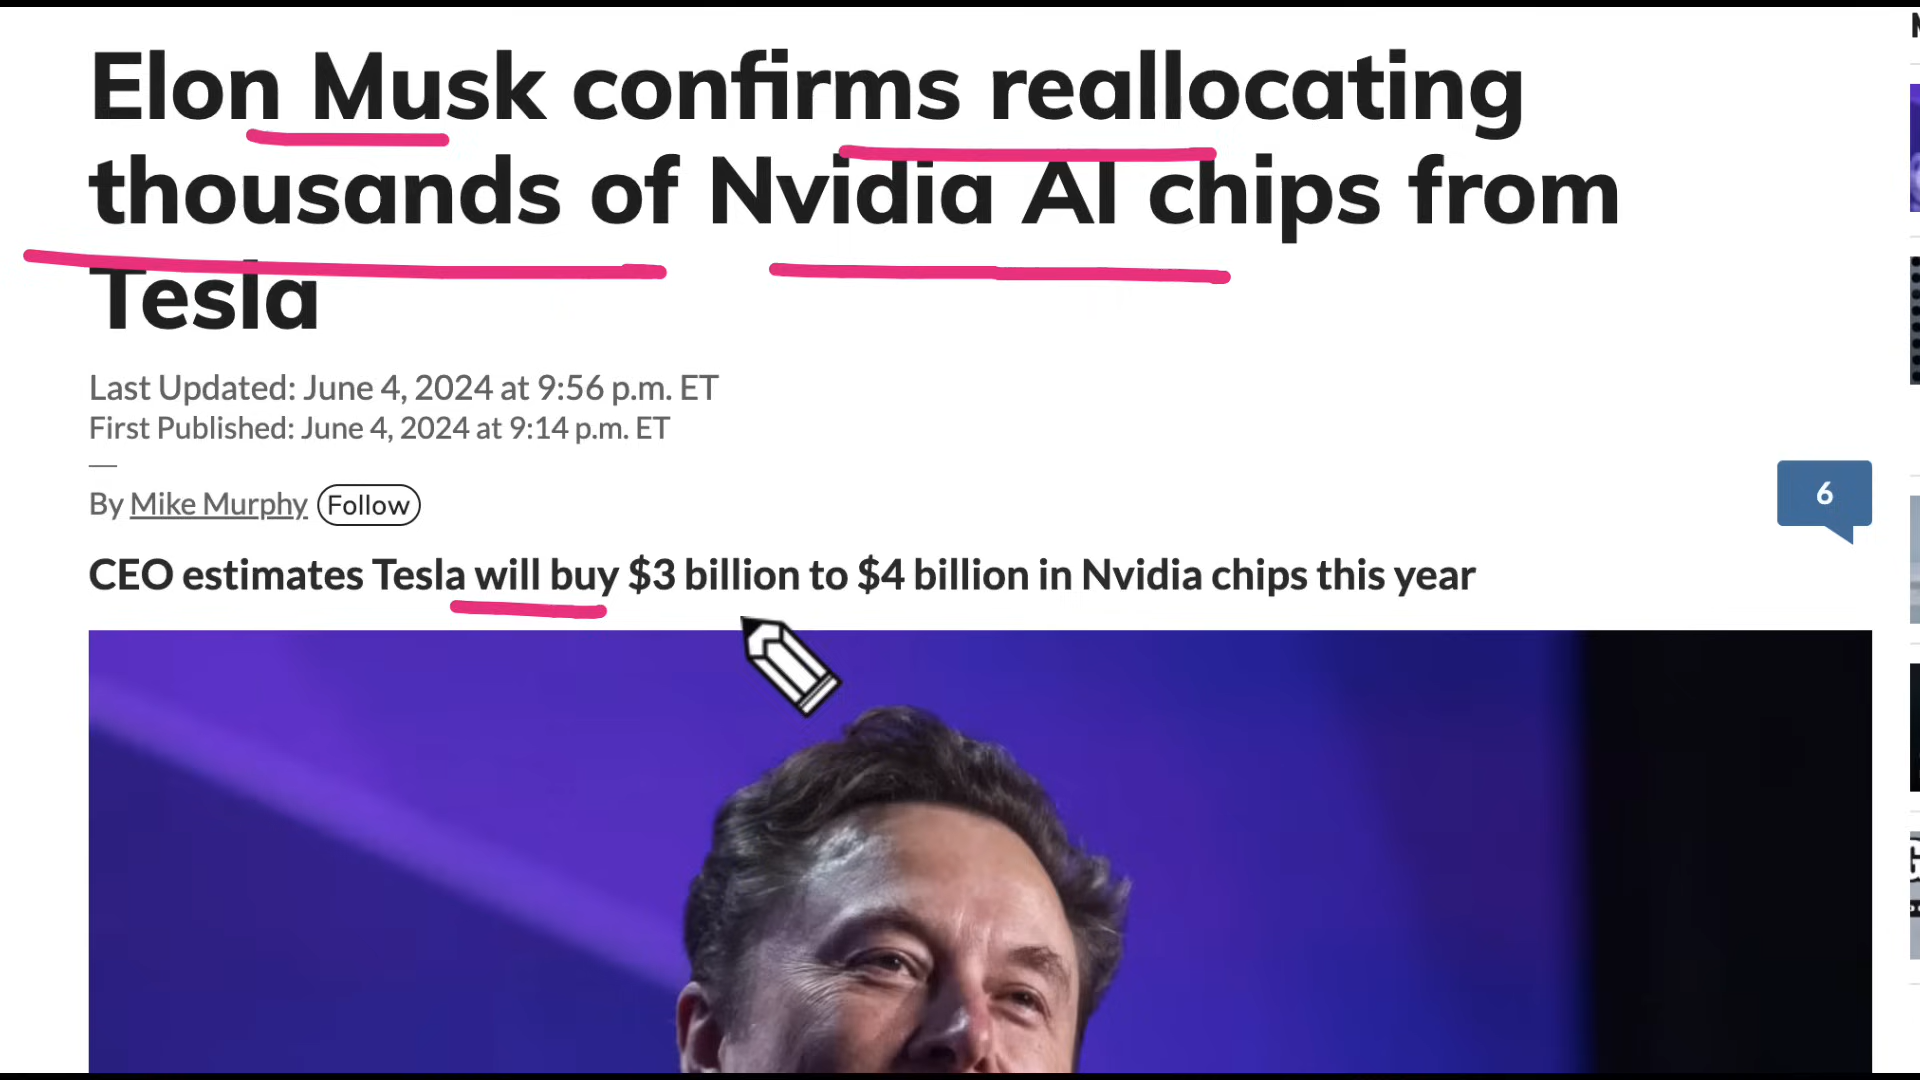 Elon Musk confirms reallocating
thousands of Nvidia AI chips from
Tesla
Last Updated: June 4, 2024 at 9:56 p.m. ET
First Published: June 4, 2024 at 9:14 p.m. ET
By Mike Murphy Follow
6
CEO estimates Tesla will buy $3 billion to $4 billion in Nvidia chips this year